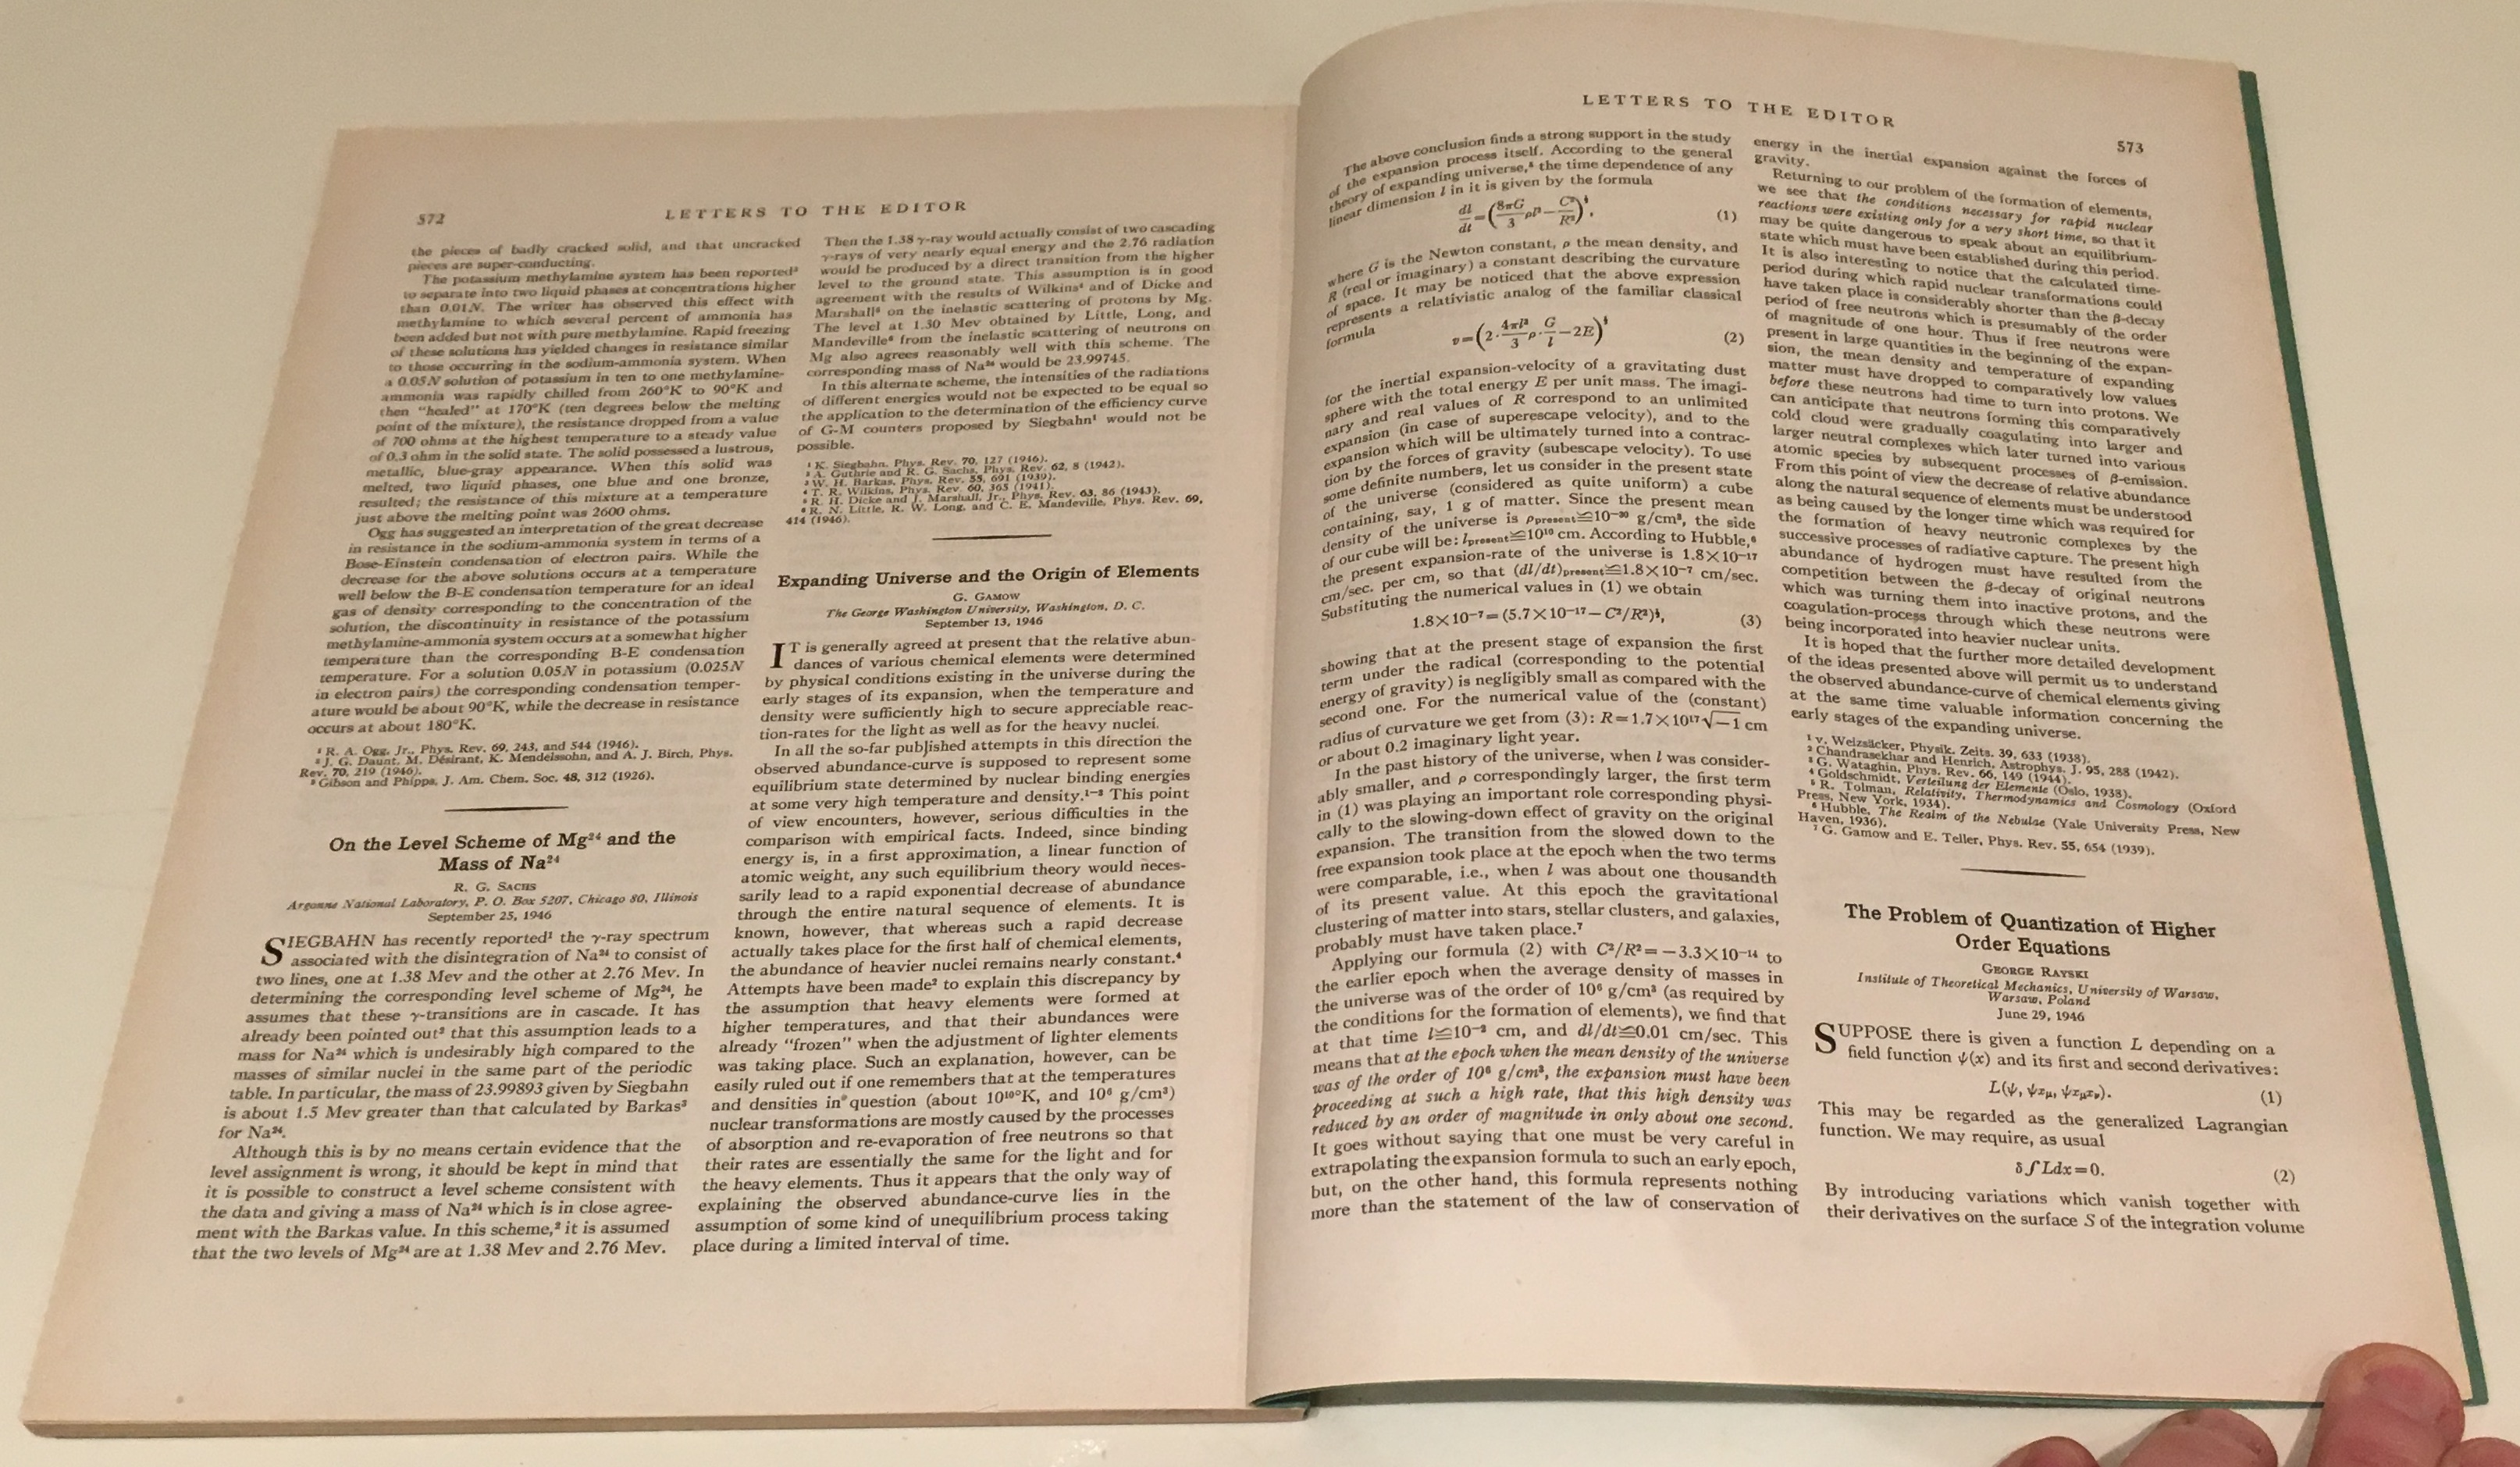 572
LETTERS TO THE EDITOR
the pieces of badly cracked solid, and that uncracked
pieces are super-conducting.
The potassium methylamine system has been reported³
to separate into two liquid phases at concentrations higher
than 0.01N. The writer has observed this effect with
methylamine to which several percent of ammonia has
been added but not with pure methylamine. Rapid freezing
of these solutions has yielded changes in resistance similar
to those occurring in the sodium-ammonia system. When
a 0.05N solution of potassium in ten to one methylamine-
ammonia was rapidly chilled from 260°K to 90°K and
then "healed" at 170°K (ten degrees below the melting
point of the mixture), the resistance dropped from a value
of 700 ohms at the highest temperature to a steady value
of 0.3 ohm in the solid state. The solid possessed a lustrous,
metallic, blue-gray appearance. When this solid was
melted, two liquid phases, one blue and one bronze,
resulted; the resistance of this mixture at a temperature
just above the melting point was 2600 ohms.
Ogg has suggested an interpretation of the great decrease
in resistance in the sodium-ammonia system in terms of a
Bose-Einstein condensation of electron pairs. While the
decrease for the above solutions occurs at a temperature
well below the B-E condensation temperature for an ideal
gas of density corresponding to the concentration of the
solution, the discontinuity in resistance of the potassium
methylamine-ammonia system occurs at a somewhat higher
temperature than the corresponding B-E condensation
temperature. For a solution 0.05N in potassium (0.025N
in electron pairs) the corresponding condensation temper-
ature would be about 90°K, while the decrease in resistance
occurs at about 180°K.
¹ R. A. Ogg, Jr., Phys. Rev. 69, 243, and 544 (1946).
² J. G. Daunt, M. Désirant, K. Mendelssohn, and A. J. Birch, Phys.
Rev. 70, 219 (1946).
³ Gibson and Phipps, J. Am. Chem. Soc. 48, 312 (1926).
On the Level Scheme of Mg²⁴ and the
Mass of Na²⁴
R. G. SACHS
Argonne National Laboratory, P. O. Box 5207, Chicago 80, Illinois
September 25, 1946
SIEGBAHN has recently reported¹ the γ-ray spectrum
associated with the disintegration of Na²⁴ to consist of
two lines, one at 1.38 Mev and the other at 2.76 Mev. In
determining the corresponding level scheme of Mg²⁴, he
assumes that these γ-transitions are in cascade. It has
already been pointed out² that this assumption leads to a
mass for Na²⁴ which is undesirably high compared to the
masses of similar nuclei in the same part of the periodic
table. In particular, the mass of 23.99893 given by Siegbahn
is about 1.5 Mev greater than that calculated by Barkas³
for Na²⁴.
Although this is by no means certain evidence that the
level assignment is wrong, it should be kept in mind that
it is possible to construct a level scheme consistent with
the data and giving a mass of Na²⁴ which is in close agree-
ment with the Barkas value. In this scheme,² it is assumed
that the two levels of Mg²⁴ are at 1.38 Mev and 2.76 Mev.
Then the 1.38 γ-ray would actually consist of two cascading
γ-rays of very nearly equal energy and the 2.76 radiation
would be produced by a direct transition from the higher
level to the ground state. This assumption is in good
agreement with the results of Wilkins⁴ and of Dicke and
Marshall⁵ on the inelastic scattering of protons by Mg.
The level at 1.30 Mev obtained by Little, Long, and
Mandeville⁶ from the inelastic scattering of neutrons on
Mg also agrees reasonably well with this scheme. The
corresponding mass of Na²⁴ would be 23.99745.
In this alternate scheme, the intensities of the radiations
of different energies would not be expected to be equal so
the application to the determination of the efficiency curve
of G-M counters proposed by Siegbahn¹ would not be
possible.
¹ K. Siegbahn, Phys. Rev. 70, 127 (1946).
² A. Guthrie and R. G. Sachs, Phys. Rev. 62, 8 (1942).
³ W. H. Barkas, Phys. Rev. 55, 691 (1939).
⁴ T. R. Wilkins, Phys. Rev. 60, 365 (1941).
⁵ R. H. Dicke and J. Marshall, Jr., Phys. Rev. 63, 86 (1943).
⁶ R. N. Little, R. W. Long, and C. E. Mandeville, Phys. Rev. 69,
414 (1946).
Expanding Universe and the Origin of Elements
G. GAMOW
The George Washington University, Washington, D. C.
September 13, 1946
IT is generally agreed at present that the relative abun-
dances of various chemical elements were determined
by physical conditions existing in the universe during the
early stages of its expansion, when the temperature and
density were sufficiently high to secure appreciable reac-
tion-rates for the light as well as for the heavy nuclei.
In all the so-far published attempts in this direction the
observed abundance-curve is supposed to represent some
equilibrium state determined by nuclear binding energies
at some very high temperature and density.¹⁻³ This point
of view encounters, however, serious difficulties in the
comparison with empirical facts. Indeed, since binding
energy is, in a first approximation, a linear function of
atomic weight, any such equilibrium theory would neces-
sarily lead to a rapid exponential decrease of abundance
through the entire natural sequence of elements. It is
known, however, that whereas such a rapid decrease
actually takes place for the first half of chemical elements,
the abundance of heavier nuclei remains nearly constant.⁴
Attempts have been made² to explain this discrepancy by
the assumption that heavy elements were formed at
higher temperatures, and that their abundances were
already "frozen" when the adjustment of lighter elements
was taking place. Such an explanation, however, can be
easily ruled out if one remembers that at the temperatures
and densities in question (about 10¹⁰°K, and 10⁶ g/cm³)
nuclear transformations are mostly caused by the processes
of absorption and re-evaporation of free neutrons so that
their rates are essentially the same for the light and for
the heavy elements. Thus it appears that the only way of
explaining the observed abundance-curve lies in the
assumption of some kind of unequilibrium process taking
place during a limited interval of time.
LETTERS TO THE EDITOR
573
The above conclusion finds a strong support in the study
of the expansion process itself. According to the general
theory of expanding universe,⁵ the time dependence of any
linear dimension l in it is given by the formula
dl/dt=(8πG/3 ρl²−C²/R²)^½, (1)
where G is the Newton constant, ρ the mean density, and
R (real or imaginary) a constant describing the curvature
of space. It may be noticed that the above expression
represents a relativistic analog of the familiar classical
formula
v=(2·4πl³/3 ρ·G/l−2E)^½ (2)
for the inertial expansion-velocity of a gravitating dust
sphere with the total energy E per unit mass. The imagi-
nary and real values of R correspond to an unlimited
expansion (in case of superescape velocity), and to the
expansion which will be ultimately turned into a contrac-
tion by the forces of gravity (subescape velocity). To use
some definite numbers, let us consider in the present state
of the universe (considered as quite uniform) a cube
containing, say, 1 g of matter. Since the present mean
density of the universe is ρpresent≅10⁻³⁰ g/cm³, the side
of our cube will be: lpresent≅10¹⁰ cm. According to Hubble,⁶
the present expansion-rate of the universe is 1.8×10⁻¹⁷
cm/sec. per cm, so that (dl/dt)present≅1.8×10⁻⁷ cm/sec.
Substituting the numerical values in (1) we obtain
1.8×10⁻⁷=(5.7×10⁻¹⁷−C²/R²)^½, (3)
showing that at the present stage of expansion the first
term under the radical (corresponding to the potential
energy of gravity) is negligibly small as compared with the
second one. For the numerical value of the (constant)
radius of curvature we get from (3): R=1.7×10¹⁷√−1 cm
or about 0.2 imaginary light year.
In the past history of the universe, when l was consider-
ably smaller, and ρ correspondingly larger, the first term
in (1) was playing an important role corresponding physi-
cally to the slowing-down effect of gravity on the original
expansion. The transition from the slowed down to the
free expansion took place at the epoch when the two terms
were comparable, i.e., when l was about one thousandth
of its present value. At this epoch the gravitational
clustering of matter into stars, stellar clusters, and galaxies,
probably must have taken place.⁷
Applying our formula (2) with C²/R²=−3.3×10⁻¹⁴ to
the earlier epoch when the average density of masses in
the universe was of the order of 10⁶ g/cm³ (as required by
the conditions for the formation of elements), we find that
at that time l≅10⁻² cm, and dl/dt≅0.01 cm/sec. This
means that at the epoch when the mean density of the universe
was of the order of 10⁶ g/cm³, the expansion must have been
proceeding at such a high rate, that this high density was
reduced by an order of magnitude in only about one second.
It goes without saying that one must be very careful in
extrapolating the expansion formula to such an early epoch,
but, on the other hand, this formula represents nothing
more than the statement of the law of conservation of
energy in the inertial expansion against the forces of
gravity.
Returning to our problem of the formation of elements,
we see that the conditions necessary for rapid nuclear
reactions were existing only for a very short time, so that it
may be quite dangerous to speak about an equilibrium-
state which must have been established during this period.
It is also interesting to notice that the calculated time-
period during which rapid nuclear transformations could
have taken place is considerably shorter than the β-decay
period of free neutrons which is presumably of the order
of magnitude of one hour. Thus if free neutrons were
present in large quantities in the beginning of the expan-
sion, the mean density and temperature of expanding
matter must have dropped to comparatively low values
before these neutrons had time to turn into protons. We
can anticipate that neutrons forming this comparatively
cold cloud were gradually coagulating into larger and
larger neutral complexes which later turned into various
atomic species by subsequent processes of β-emission.
From this point of view the decrease of relative abundance
along the natural sequence of elements must be understood
as being caused by the longer time which was required for
the formation of heavy neutronic complexes by the
successive processes of radiative capture. The present high
abundance of hydrogen must have resulted from the
competition between the β-decay of original neutrons
which was turning them into inactive protons, and the
coagulation-process through which these neutrons were
being incorporated into heavier nuclear units.
It is hoped that the further more detailed development
of the ideas presented above will permit us to understand
the observed abundance-curve of chemical elements giving
at the same time valuable information concerning the
early stages of the expanding universe.
¹ v. Weizsäcker, Physik. Zeits. 39, 633 (1938).
² Chandrasekhar and Henrich, Astrophys. J. 95, 288 (1942).
³ G. Wataghin, Phys. Rev. 66, 149 (1944).
⁴ Goldschmidt, Verteilung der Elemente (Oslo, 1938).
⁵ R. Tolman, Relativity, Thermodynamics and Cosmology (Oxford
Press, New York, 1934).
⁶ Hubble, The Realm of the Nebulae (Yale University Press, New
Haven, 1936).
⁷ G. Gamow and E. Teller, Phys. Rev. 55, 654 (1939).
The Problem of Quantization of Higher
Order Equations
GEORGE RAYSKI
Institute of Theoretical Mechanics, University of Warsaw,
Warsaw, Poland
June 29, 1946
SUPPOSE there is given a function L depending on a
field function ψ(x) and its first and second derivatives:
L(ψ, ψxμ, ψxμxν). (1)
This may be regarded as the generalized Lagrangian
function. We may require, as usual
δ∫Ldx=0. (2)
By introducing variations which vanish together with
their derivatives on the surface S of the integration volume